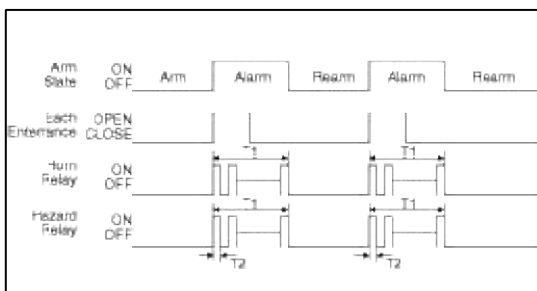 Arm ON
State OFF
Arm Alarm Rearm Alarm Rearm
Each OPEN
Enterrance CLOSE
T1 T1
Horn ON
Relay OFF
T1 T1
Hazard ON
Relay OFF
T2 T2